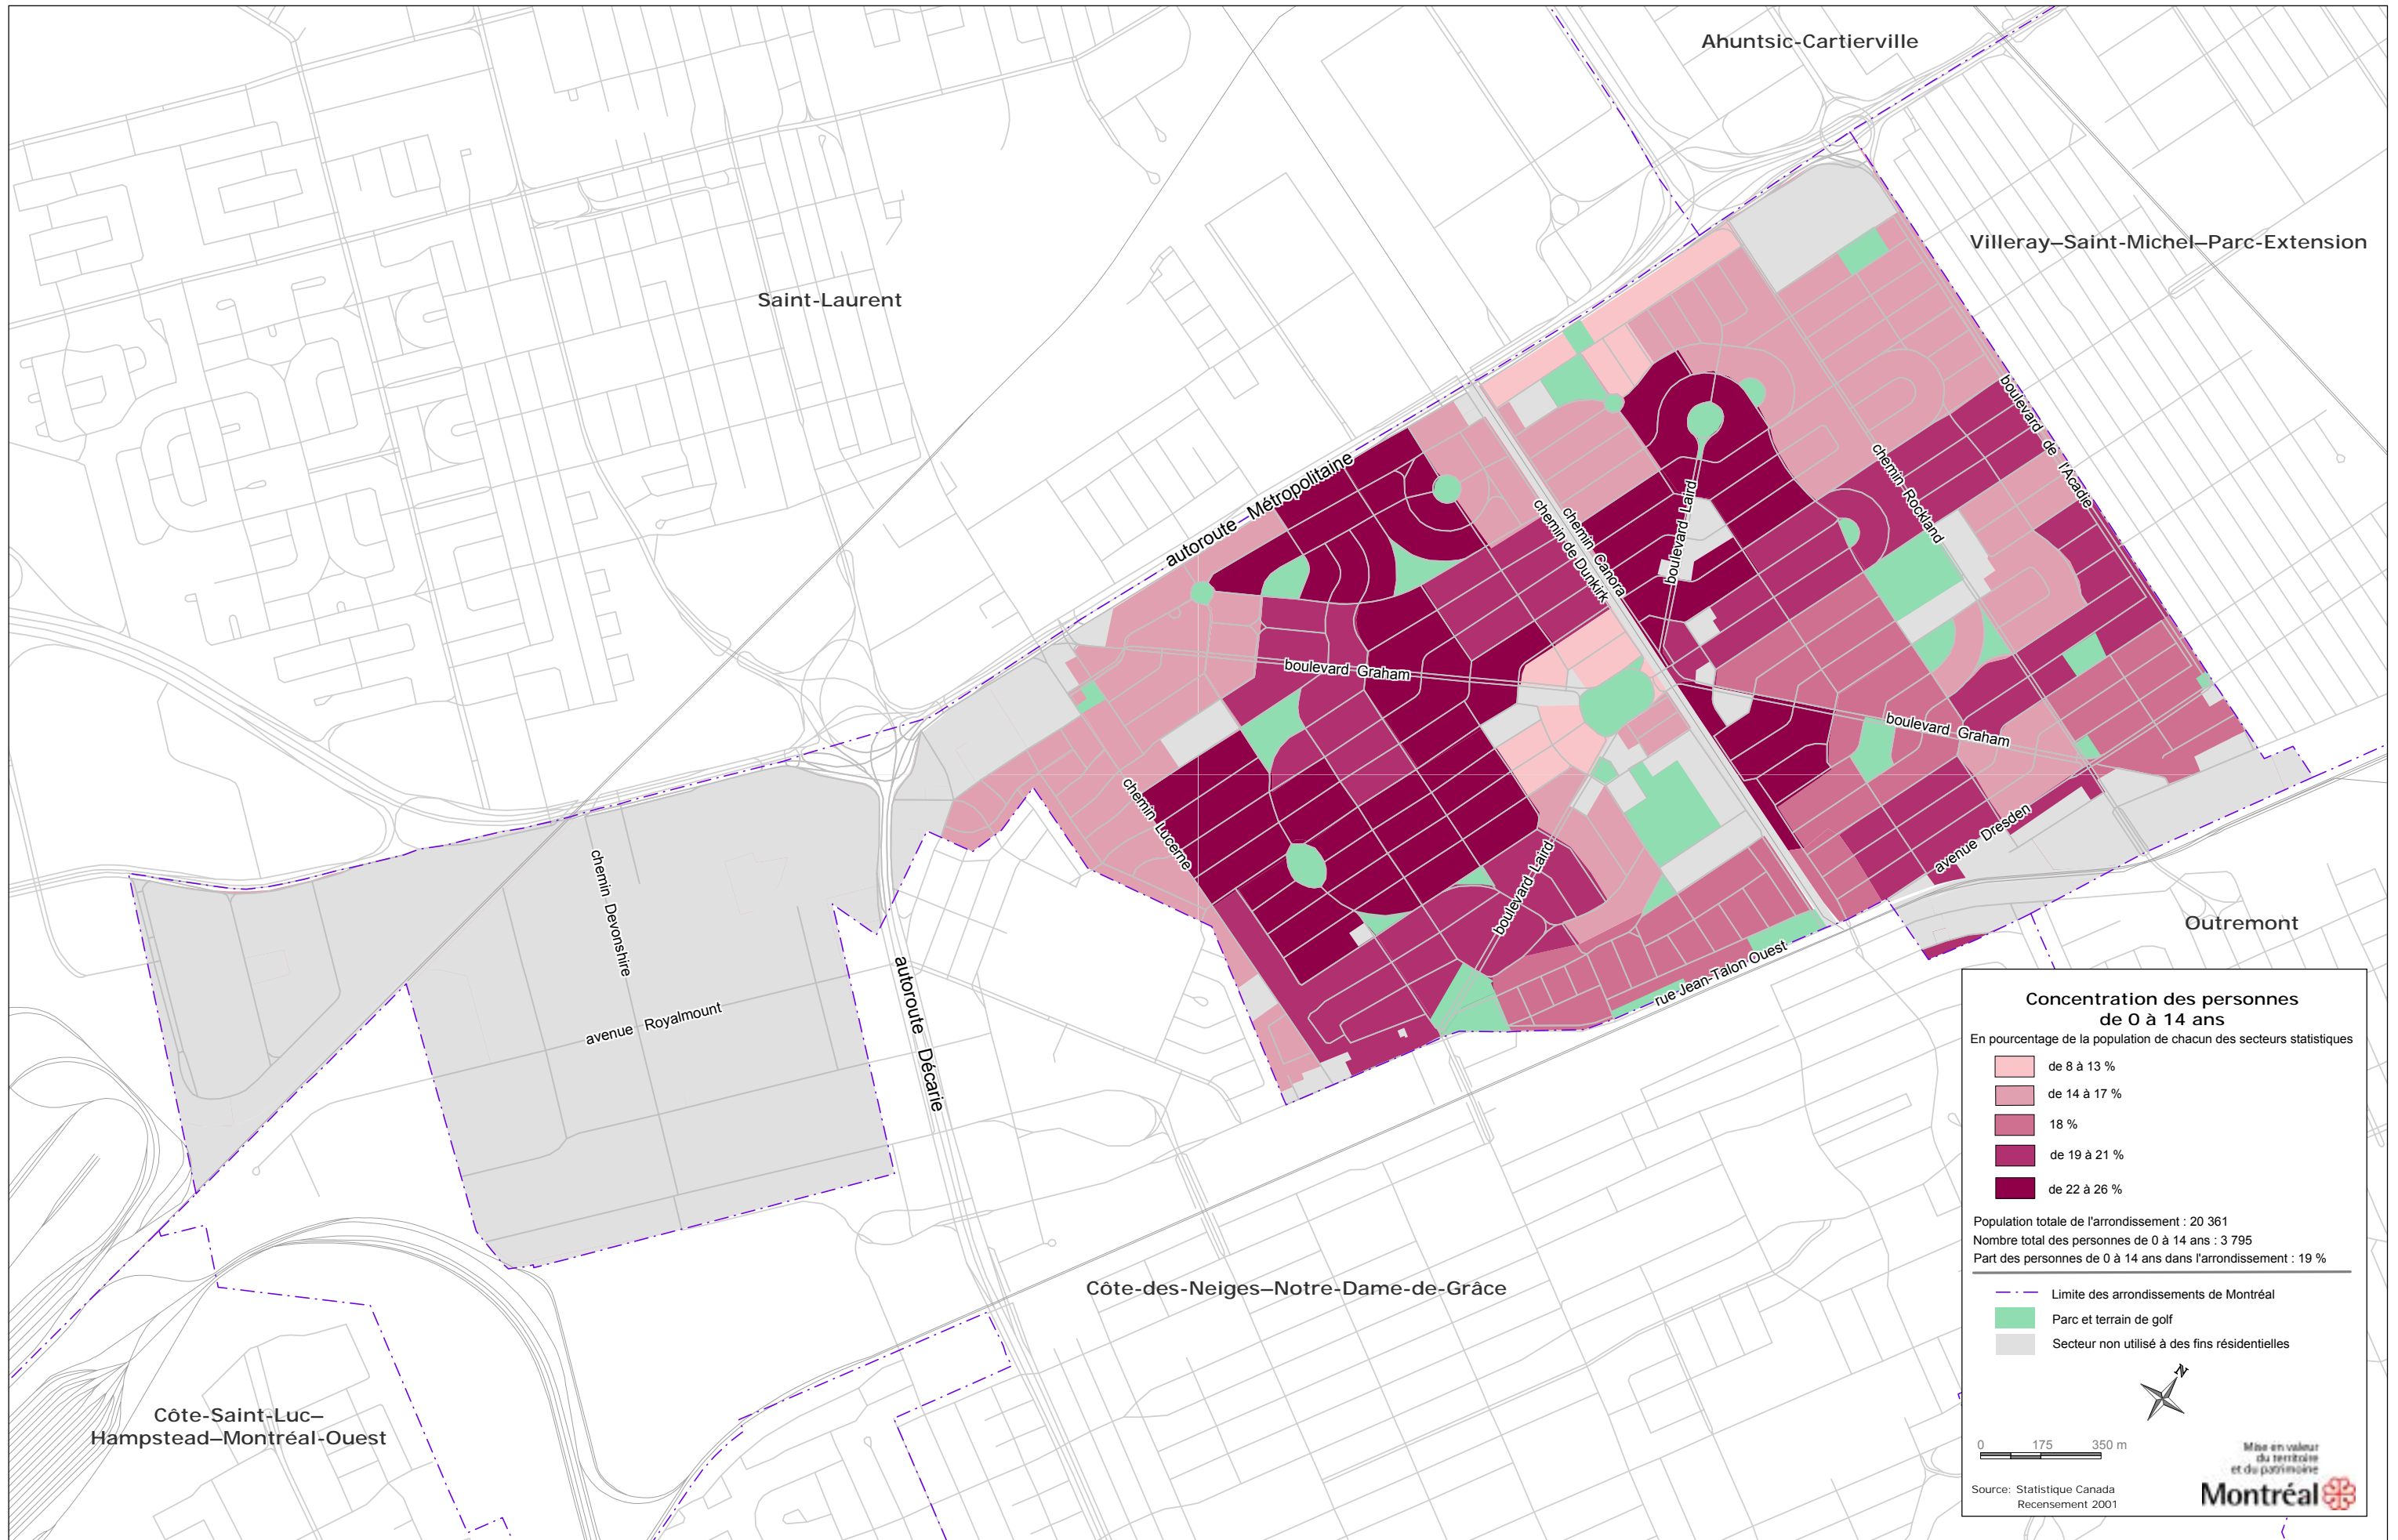 Ahuntsic-Cartierville
Villeray–Saint-Michel–Parc-Extension
Saint-Laurent
boulevard de l'Acadie
chemin Rockland
autoroute Métropolitaine
boulevard Laird
chemin Canora
chemin de Dunkirk
boulevard Graham
boulevard Graham
chemin Lucerne
avenue Dresden
boulevard Laird
chemin Devonshire
Outremont
rue Jean-Talon Ouest
avenue Royalmount
autoroute Décarie
Côte-des-Neiges–Notre-Dame-de-Grâce
Côte-Saint-Luc–
Hampstead–Montréal-Ouest
Concentration des personnes
de 0 à 14 ans
En pourcentage de la population de chacun des secteurs statistiques
de 8 à 13 %
de 14 à 17 %
18 %
de 19 à 21 %
de 22 à 26 %
Population totale de l'arrondissement : 20 361
Nombre total des personnes de 0 à 14 ans : 3 795
Part des personnes de 0 à 14 ans dans l'arrondissement : 19 %
Limite des arrondissements de Montréal
Parc et terrain de golf
Secteur non utilisé à des fins résidentielles
N
0 175 350 m
Mise en valeur
du territoire
et du patrimoine
Montréal
Source: Statistique Canada
Recensement 2001